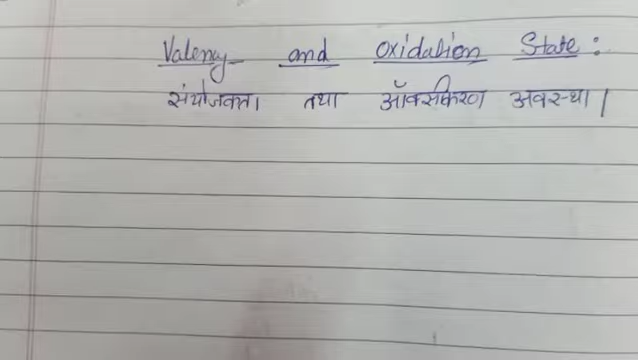 Valency and Oxidation State :
संयोजकता तथा ऑक्सीकरण अवस्था |